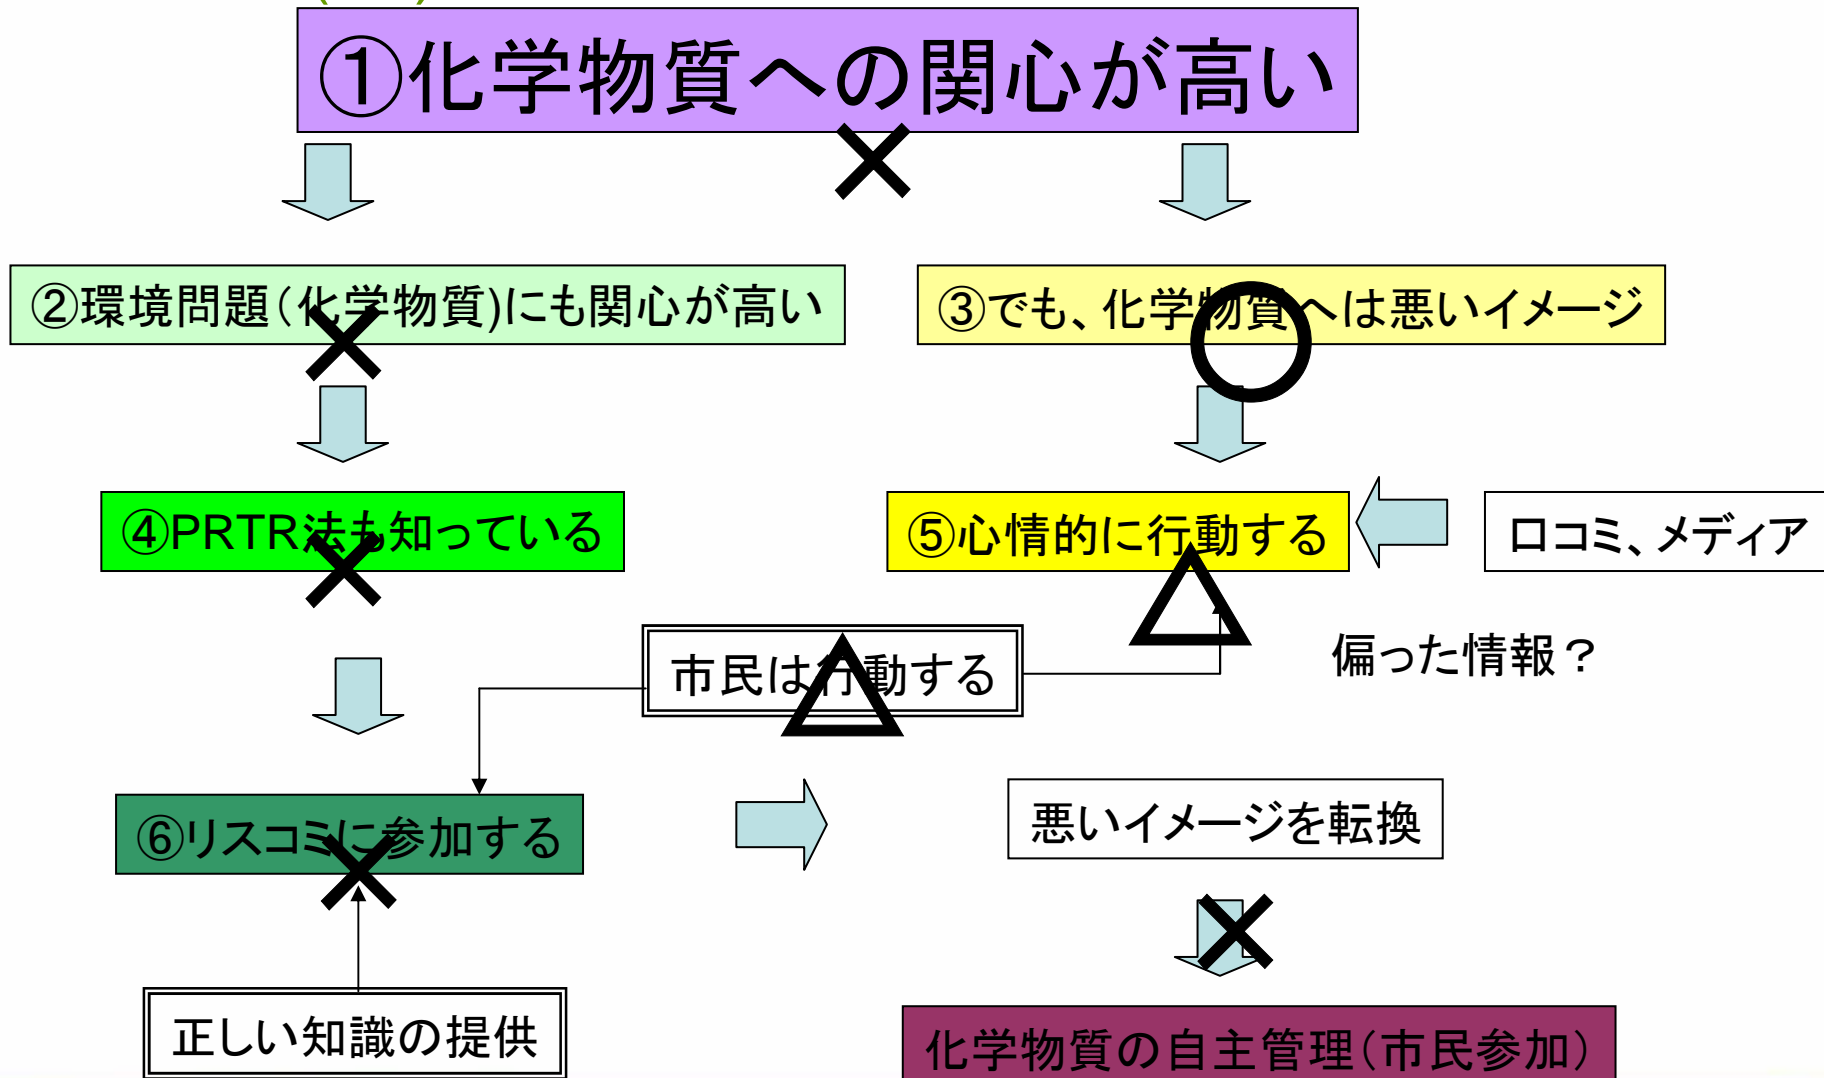 ①化学物質への関心が高い
②環境問題(化学物質)にも関心が高い
③でも、化学物質へは悪いイメージ
④PRTR法も知っている
⑤心情的に行動する
口コミ、メディア
市民は行動する
偏った情報？
⑥リスコミに参加する
悪いイメージを転換
正しい知識の提供
化学物質の自主管理(市民参加)